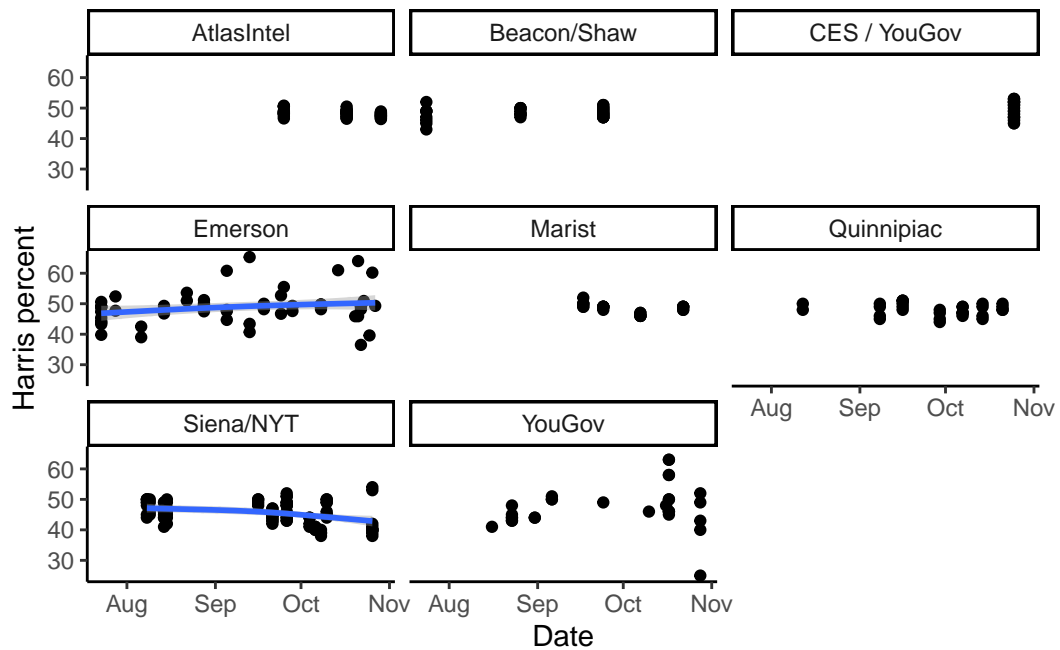 AtlasIntel Beacon/Shaw CES / YouGov
60
50
40
30
Emerson Marist Quinnipiac
60
50
40
30
Aug Sep Oct Nov
Siena/NYT YouGov
60
50
40
30
Aug Sep Oct Nov Aug Sep Oct Nov
Date
Harris percent